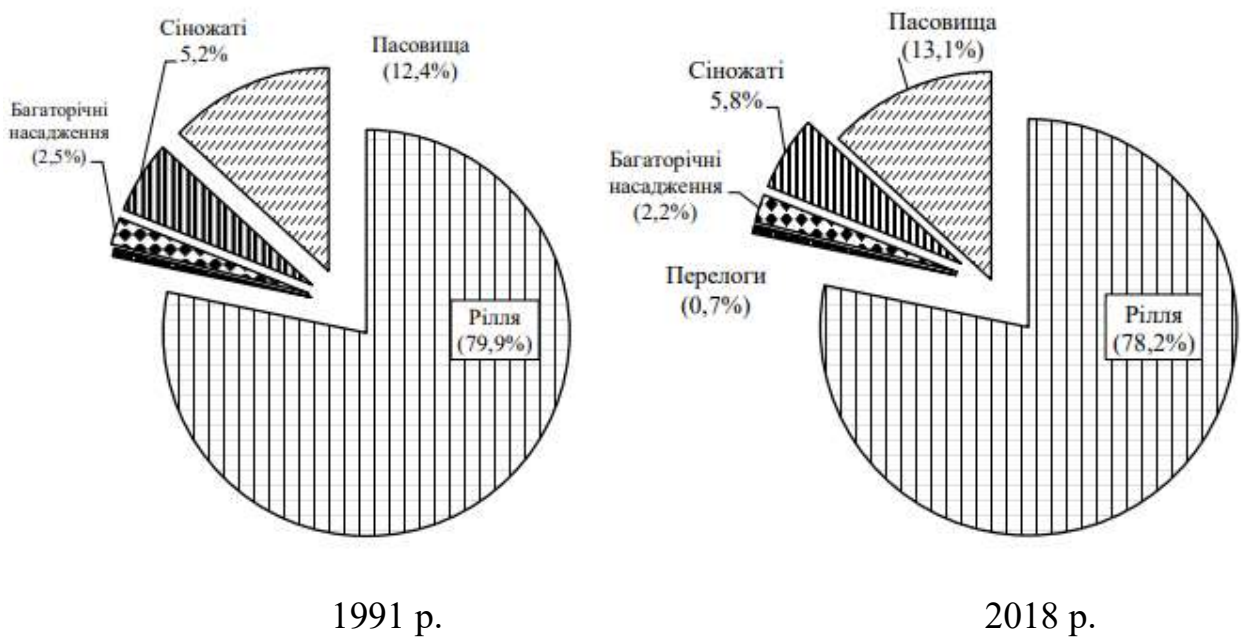 Сіножаті
5,2%
Пасовища
(12,4%)
Багаторічні
насадження
(2,5%)
Рілля
(79,9%)
1991 р.
Пасовища
(13,1%)
Сіножаті
5,8%
Багаторічні
насадження
(2,2%)
Перелоги
(0,7%)
Рілля
(78,2%)
2018 р.